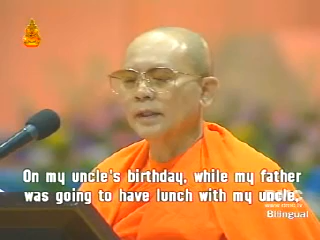 On my uncle's birthday, while my father
was going to have lunch with my uncle,
Bilingual